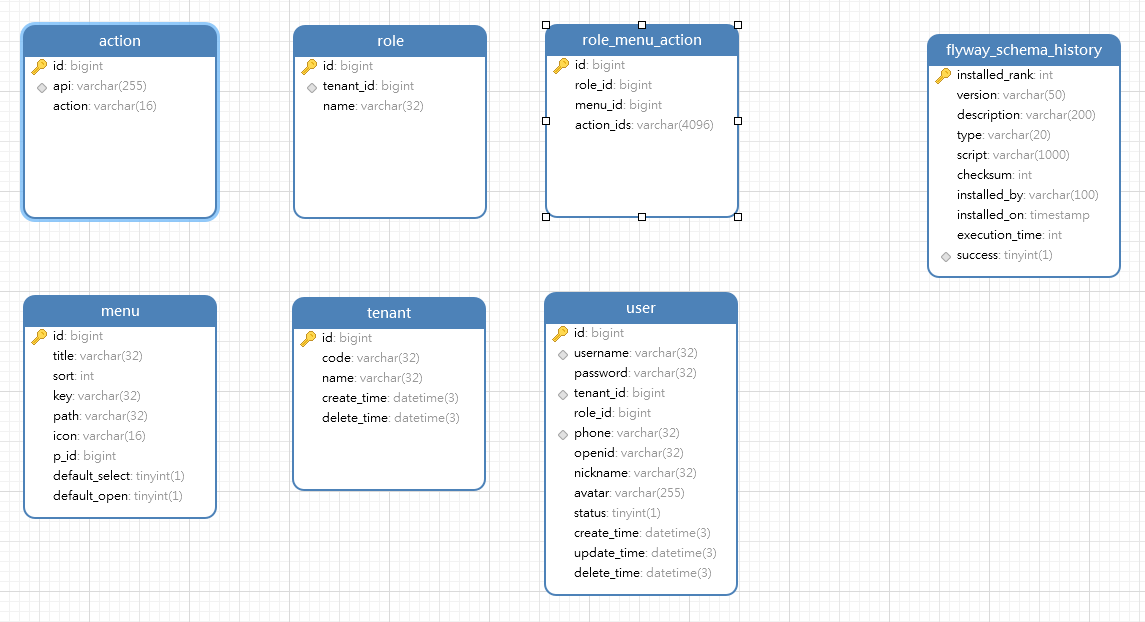 action
id: bigint
api: varchar(255)
action: varchar(16)
role
id: bigint
tenant_id: bigint
name: varchar(32)
role_menu_action
id: bigint
role_id: bigint
menu_id: bigint
action_ids: varchar(4096)
flyway_schema_history
installed_rank: int
version: varchar(50)
description: varchar(200)
type: varchar(20)
script: varchar(1000)
checksum: int
installed_by: varchar(100)
installed_on: timestamp
execution_time: int
success: tinyint(1)
menu
id: bigint
title: varchar(32)
sort: int
key: varchar(32)
path: varchar(32)
icon: varchar(16)
p_id: bigint
default_select: tinyint(1)
default_open: tinyint(1)
tenant
id: bigint
code: varchar(32)
name: varchar(32)
create_time: datetime(3)
delete_time: datetime(3)
user
id: bigint
username: varchar(32)
password: varchar(32)
tenant_id: bigint
role_id: bigint
phone: varchar(32)
openid: varchar(32)
nickname: varchar(32)
avatar: varchar(255)
status: tinyint(1)
create_time: datetime(3)
update_time: datetime(3)
delete_time: datetime(3)